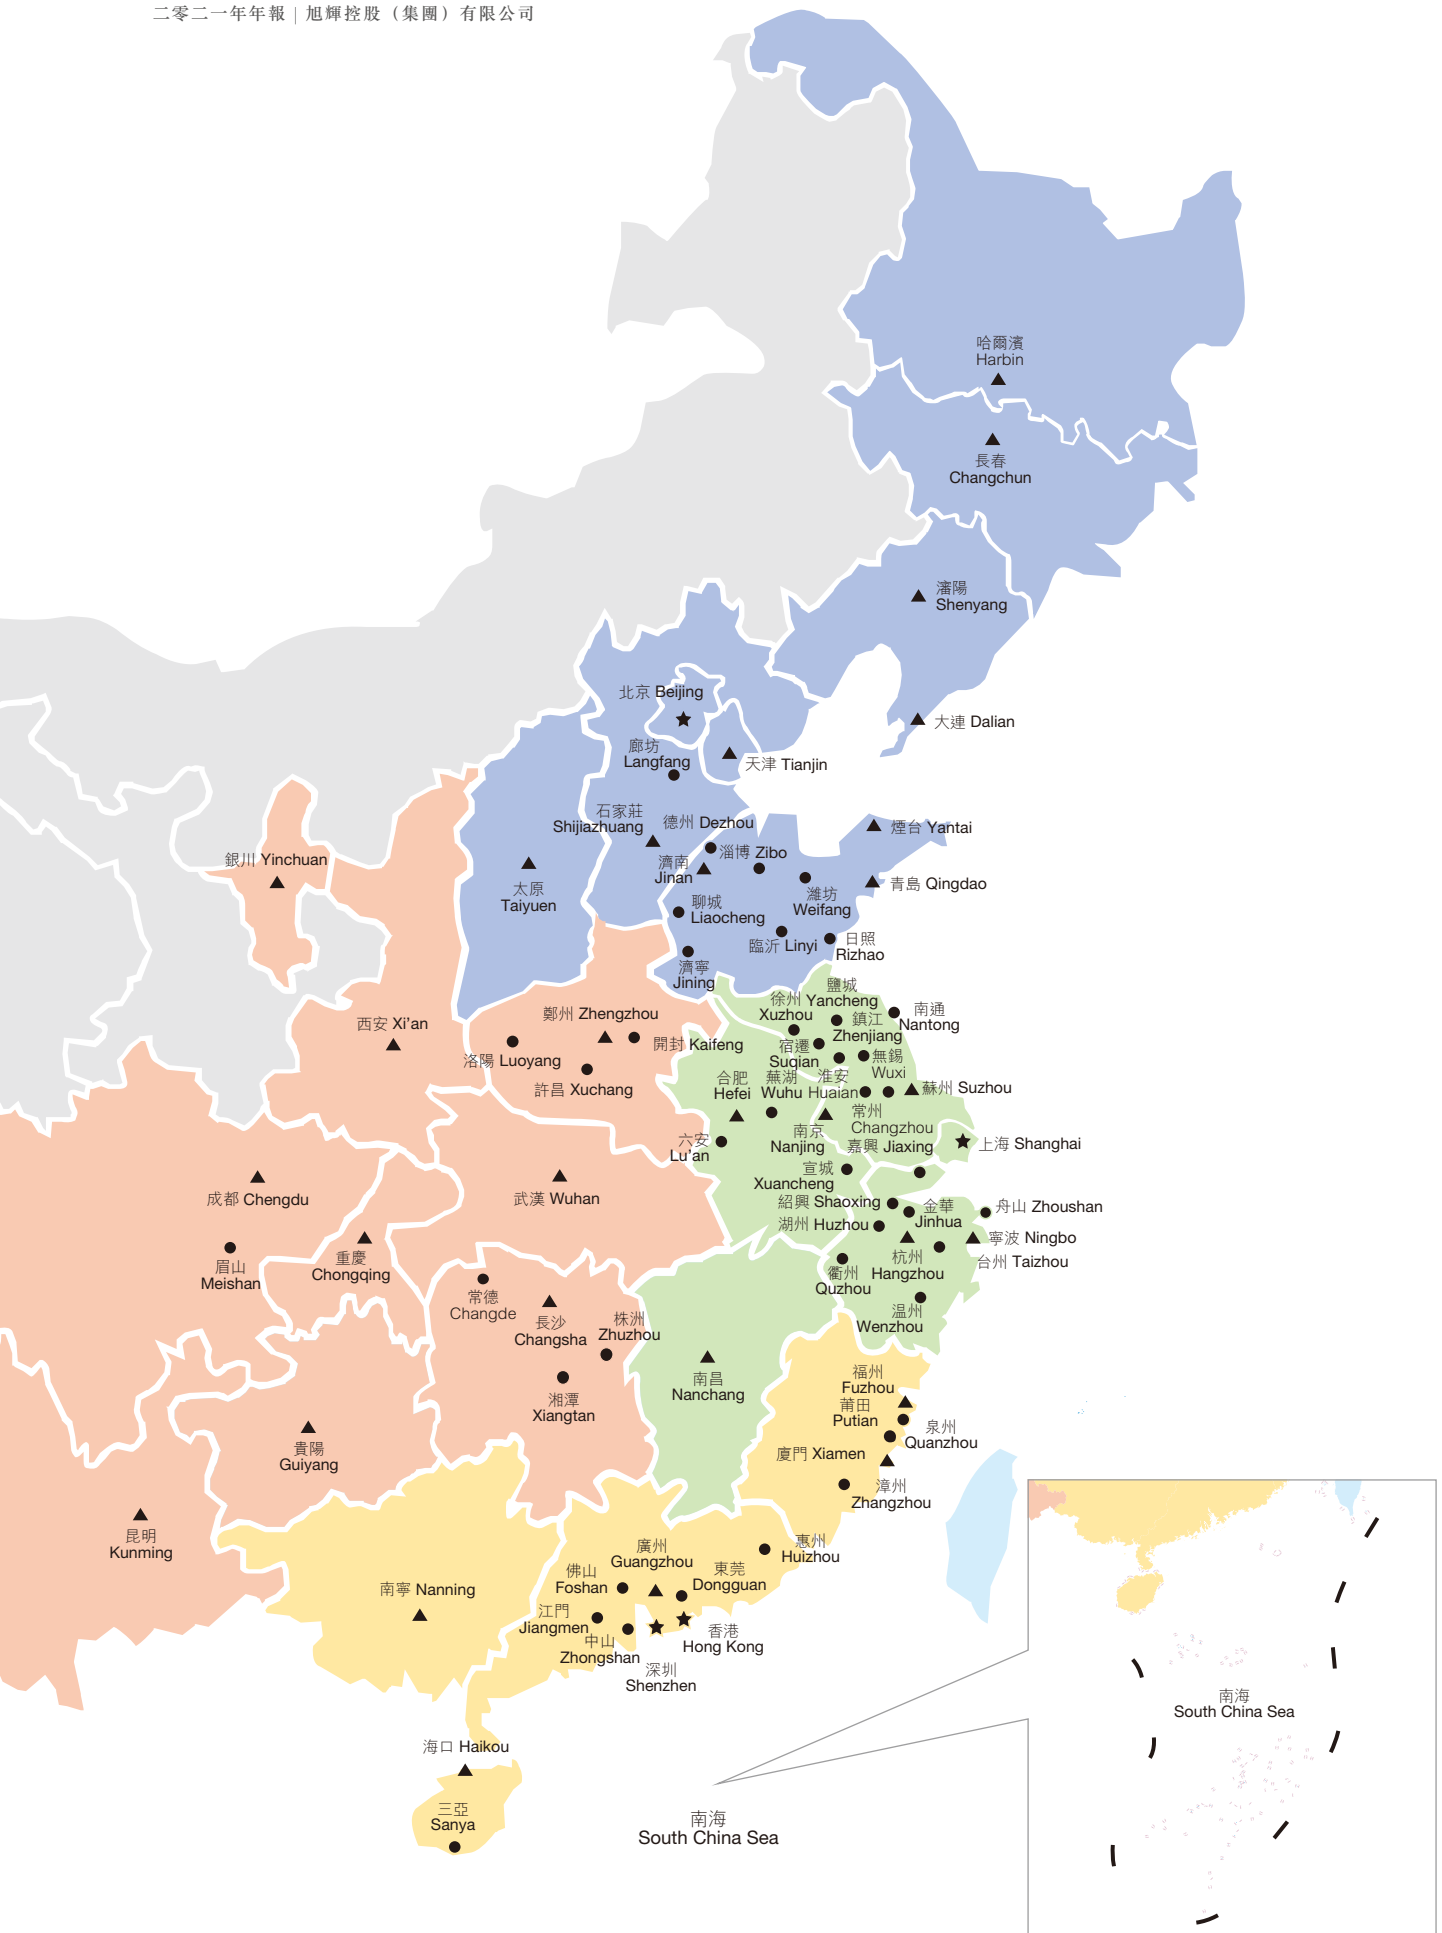 二零二一年年報 | 旭輝控股（集團）有限公司
哈爾濱
Harbin
長春
Changchun
瀋陽
Shenyang
北京 Beijing
大連 Dalian
廊坊
Langfang
天津 Tianjin
石家莊
Shijiazhuang
德州 Dezhou
煙台 Yantai
淄博 Zibo
銀川 Yinchuan
濟南
Jinan
太原
Taiyuen
青島 Qingdao
濰坊
Weifang
聊城
Liaocheng
臨沂 Linyi
日照
Rizhao
濟寧
Jining
鹽城
Yancheng
徐州
Xuzhou
南通
Nantong
鄭州 Zhengzhou
西安 Xi’an
鎮江
Zhenjiang
開封 Kaifeng
宿遷
Suqian
無錫
Wuxi
洛陽 Luoyang
許昌 Xuchang
合肥
Hefei
蕪湖
Wuhu
淮安
Huaian
蘇州 Suzhou
常州
Changzhou
南京
Nanjing
六安
Lu’an
嘉興 Jiaxing
上海 Shanghai
宣城
Xuancheng
成都 Chengdu
武漢 Wuhan
紹興 Shaoxing
金華
Jinhua
舟山 Zhoushan
湖州 Huzhou
寧波 Ningbo
眉山
Meishan
重慶
Chongqing
杭州
Hangzhou
台州 Taizhou
衢州
Quzhou
常德
Changde
温州
Wenzhou
長沙
Changsha
株洲
Zhuzhou
南昌
Nanchang
福州
Fuzhou
湘潭
Xiangtan
莆田
Putian
泉州
Quanzhou
貴陽
Guiyang
廈門 Xiamen
漳州
Zhangzhou
昆明
Kunming
惠州
Huizhou
廣州
Guangzhou
東莞
Dongguan
佛山
Foshan
南寧 Nanning
江門
Jiangmen
中山
Zhongshan
香港
Hong Kong
深圳
Shenzhen
海口 Haikou
三亞
Sanya
南海
South China Sea
南海
South China Sea